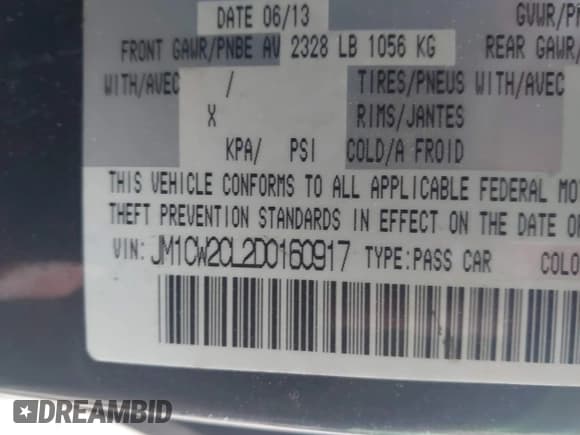 DATE 06/13 GVWR/P
FRONT GAWR/PNBE AV 2328 LB 1056 KG REAR GAWR/
WITH/AVEC / TIRES/PNEUS WITH/AVEC
X RIMS/JANTES
KPA/ PSI COLD/A FROID
THIS VEHICLE CONFORMS TO ALL APPLICABLE FEDERAL MOT
THEFT PREVENTION STANDARDS IN EFFECT ON THE DATE O
VIN: JM1CW2CL2D0160917 TYPE:PASS CAR COLO
DREAMBID